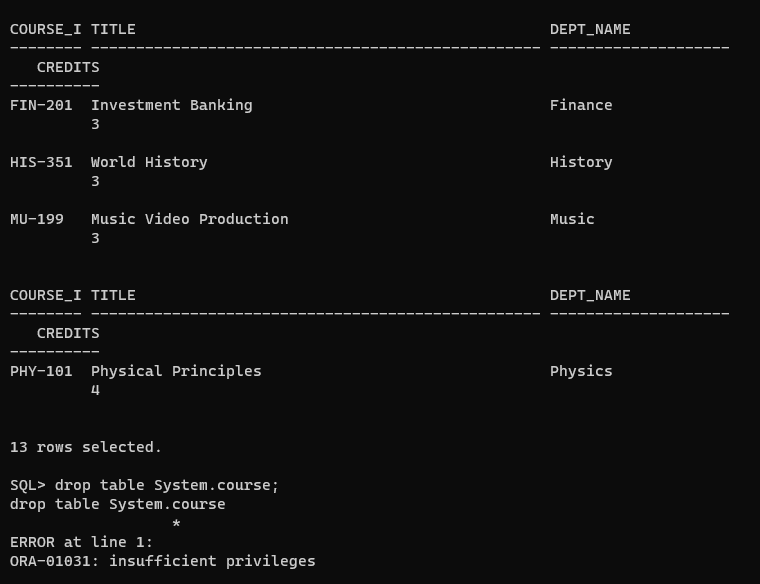 COURSE_I TITLE                                              DEPT_NAME
-------- -------------------------------------------------- --------------------
   CREDITS
----------
FIN-201  Investment Banking                                 Finance
         3

HIS-351  World History                                      History
         3

MU-199   Music Video Production                             Music
         3


COURSE_I TITLE                                              DEPT_NAME
-------- -------------------------------------------------- --------------------
   CREDITS
----------
PHY-101  Physical Principles                                Physics
         4


13 rows selected.

SQL> drop table System.course;
drop table System.course
                  *
ERROR at line 1:
ORA-01031: insufficient privileges